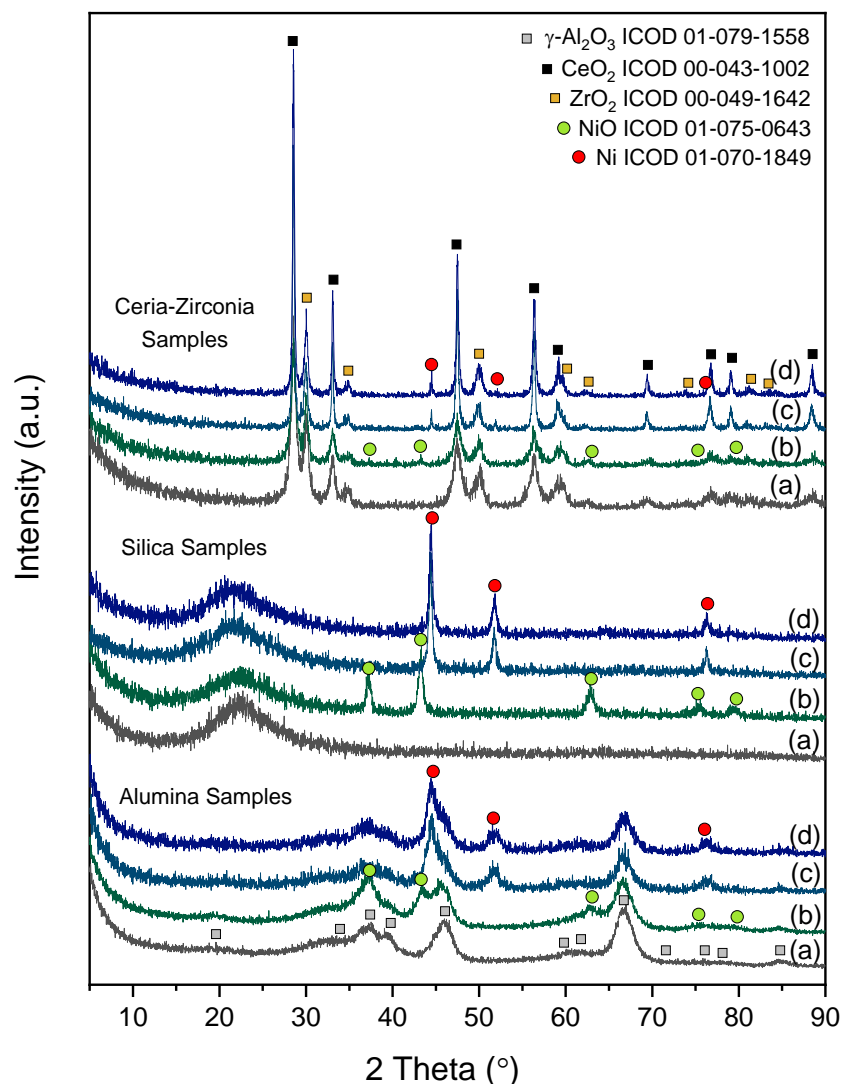 γ-Al₂O₃ ICOD 01-079-1558
CeO₂ ICOD 00-043-1002
ZrO₂ ICOD 00-049-1642
NiO ICOD 01-075-0643
Ni ICOD 01-070-1849
Ceria-Zirconia
Samples
(d)
(c)
(b)
(a)
Silica Samples
(d)
(c)
(b)
(a)
Alumina Samples
(d)
(c)
(b)
(a)
Intensity (a.u.)
10 20 30 40 50 60 70 80 90
2 Theta (°)